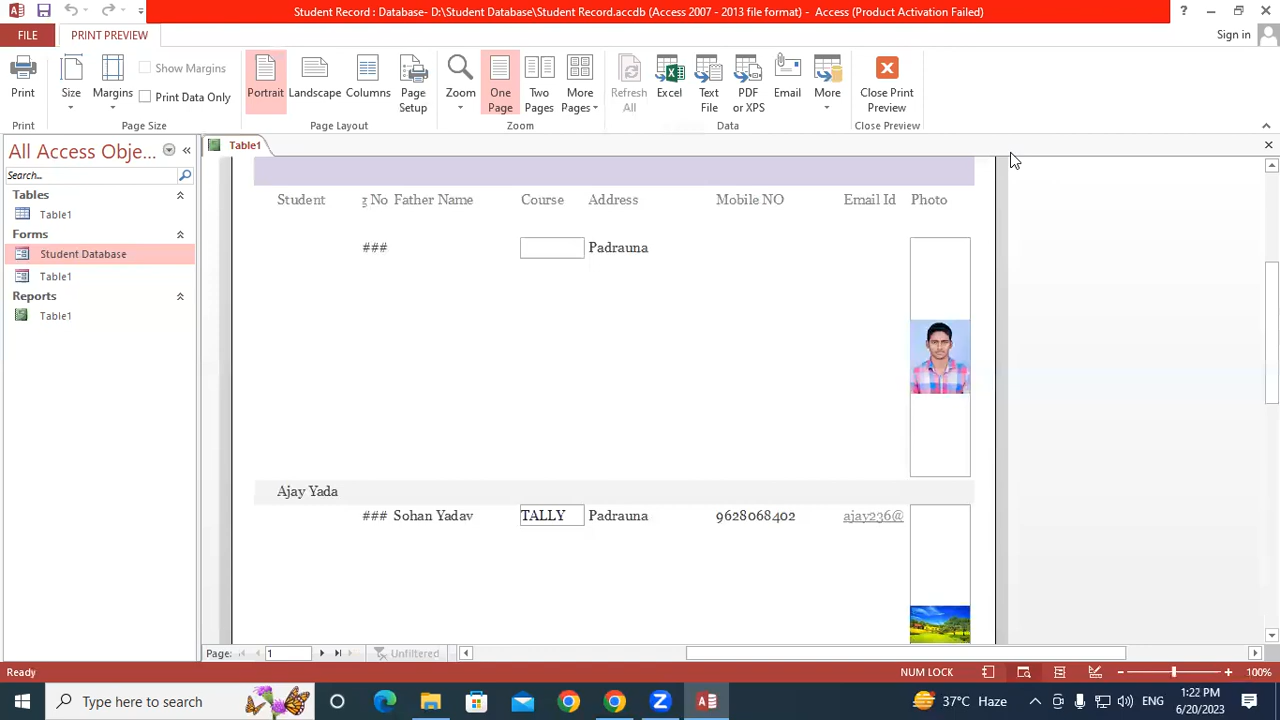 Student Record : Database- D:\Student Database\Student Record.accdb (Access 2007 - 2013 file format) -  Access (Product Activation Failed)
?
FILE
PRINT PREVIEW
Sign in
Print
Size
Margins
Show Margins
Print Data Only
Portrait
Landscape
Columns
Page Setup
Zoom
One Page
Two Pages
More Pages
Refresh All
Excel
Text File
PDF or XPS
Email
More
Close Print Preview
Print
Page Size
Page Layout
Zoom
Data
Close Preview
All Access Obje...
Search...
Tables
Table1
Forms
Student Database
Table1
Reports
Table1
Table1
Student g No Father Name Course Address Mobile NO Email Id Photo
### Padrauna
Ajay Yada
### Sohan Yadav TALLY Padrauna 9628068402 ajay236@
Page: 1 Unfiltered
Ready
NUM LOCK
100%
Type here to search
37°C Haze
ENG
1:22 PM
6/20/2023